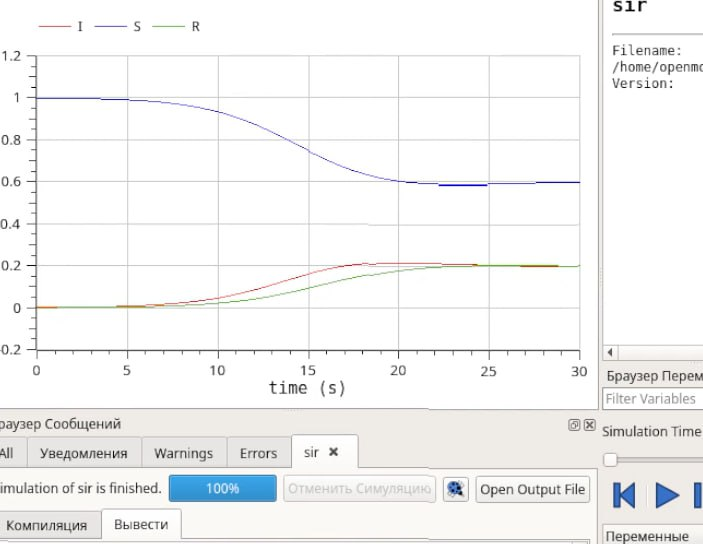 I S R
sir
1.2
1
0.8
0.6
0.4
0.2
0
0.2
0 5 10 15 20 25 30
time (s)
Filename:
/home/openmo
Version:
раузер Сообщений
All Уведомления Warnings Errors sir
imulation of sir is finished. 100% Отменить Симуляцию Open Output File
Компиляция Вывести
Браузер Перем
Filter Variables
Simulation Time
Переменные